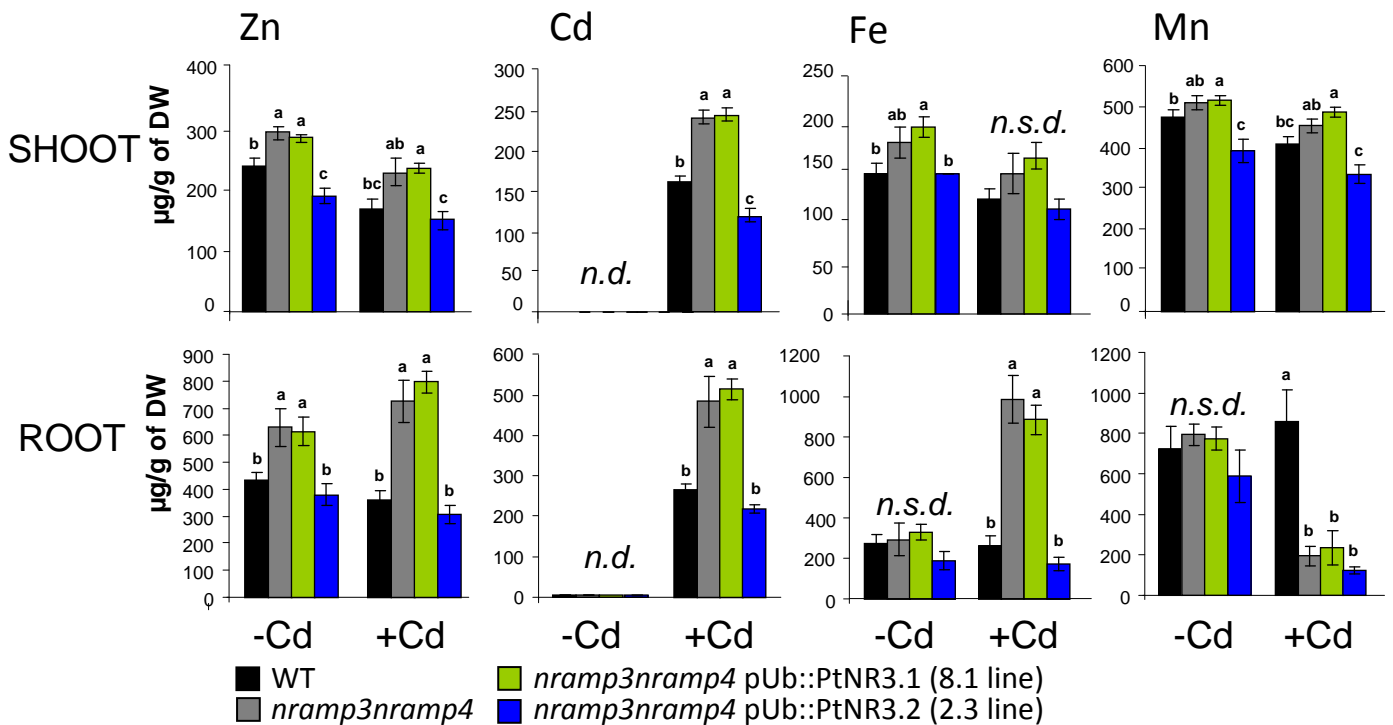 Zn
Cd
Fe
Mn
SHOOT
µg/g of DW
400
300
200
100
0
b
a
a
c
bc
ab
a
c
300
250
200
150
100
50
0
n.d.
b
a
a
c
250
200
150
100
50
0
b
ab
a
b
n.s.d.
600
500
400
300
200
100
0
b
ab
a
c
bc
ab
a
c
ROOT
µg/g of DW
900
800
700
600
500
400
300
200
100
0
b
a
a
b
b
a
a
b
600
500
400
300
200
100
0
n.d.
b
a
a
b
1200
1000
800
600
400
200
0
n.s.d.
b
a
a
b
1200
1000
800
600
400
200
0
n.s.d.
a
b
b
b
-Cd +Cd
-Cd +Cd
-Cd +Cd
-Cd +Cd
WT
nramp3nramp4
nramp3nramp4 pUb::PtNR3.1 (8.1 line)
nramp3nramp4 pUb::PtNR3.2 (2.3 line)